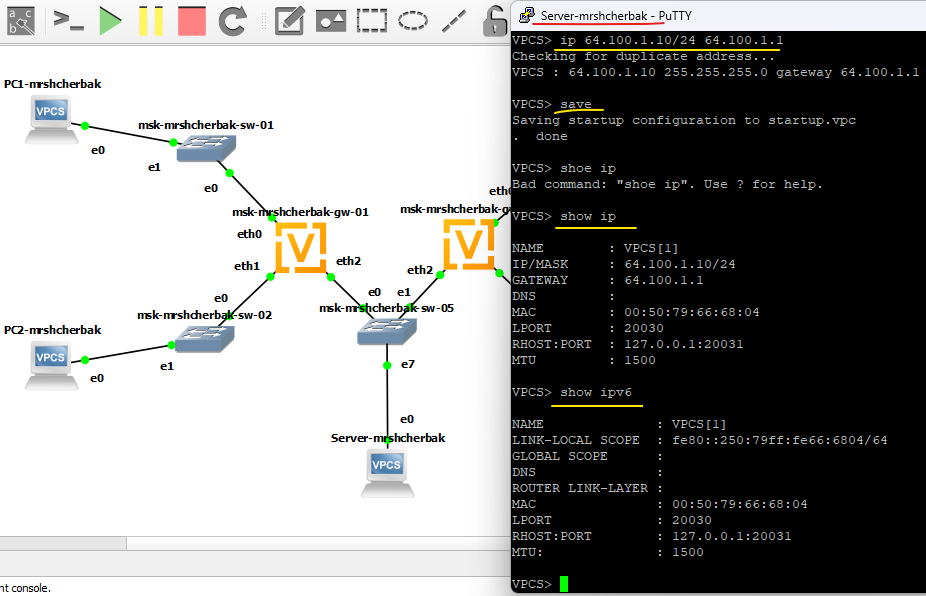 Server-mrshcherbak - PuTTY
PC1-mrshcherbak
VPCS
e0
msk-mrshcherbak-sw-01
e1
e0
msk-mrshcherbak-gw-01
eth0
V
eth1
eth2
msk-mrshcherbak-g
V
eth2
eth
e0
msk-mrshcherbak-sw-02
e1
PC2-mrshcherbak
VPCS
e0
e0
e1
msk-mrshcherbak-sw-05
e7
e0
Server-mrshcherbak
VPCS
nt console.
VPCS> ip 64.100.1.10/24 64.100.1.1
Checking for duplicate address...
VPCS : 64.100.1.10 255.255.255.0 gateway 64.100.1.1
VPCS> save
Saving startup configuration to startup.vpc
.  done
VPCS> shoe ip
Bad command: "shoe ip". Use ? for help.
VPCS> show ip
NAME        : VPCS[1]
IP/MASK     : 64.100.1.10/24
GATEWAY     : 64.100.1.1
DNS         :
MAC         : 00:50:79:66:68:04
LPORT       : 20030
RHOST:PORT  : 127.0.0.1:20031
MTU         : 1500
VPCS> show ipv6
NAME              : VPCS[1]
LINK-LOCAL SCOPE  : fe80::250:79ff:fe66:6804/64
GLOBAL SCOPE      :
DNS               :
ROUTER LINK-LAYER :
MAC               : 00:50:79:66:68:04
LPORT             : 20030
RHOST:PORT        : 127.0.0.1:20031
MTU:              : 1500
VPCS>